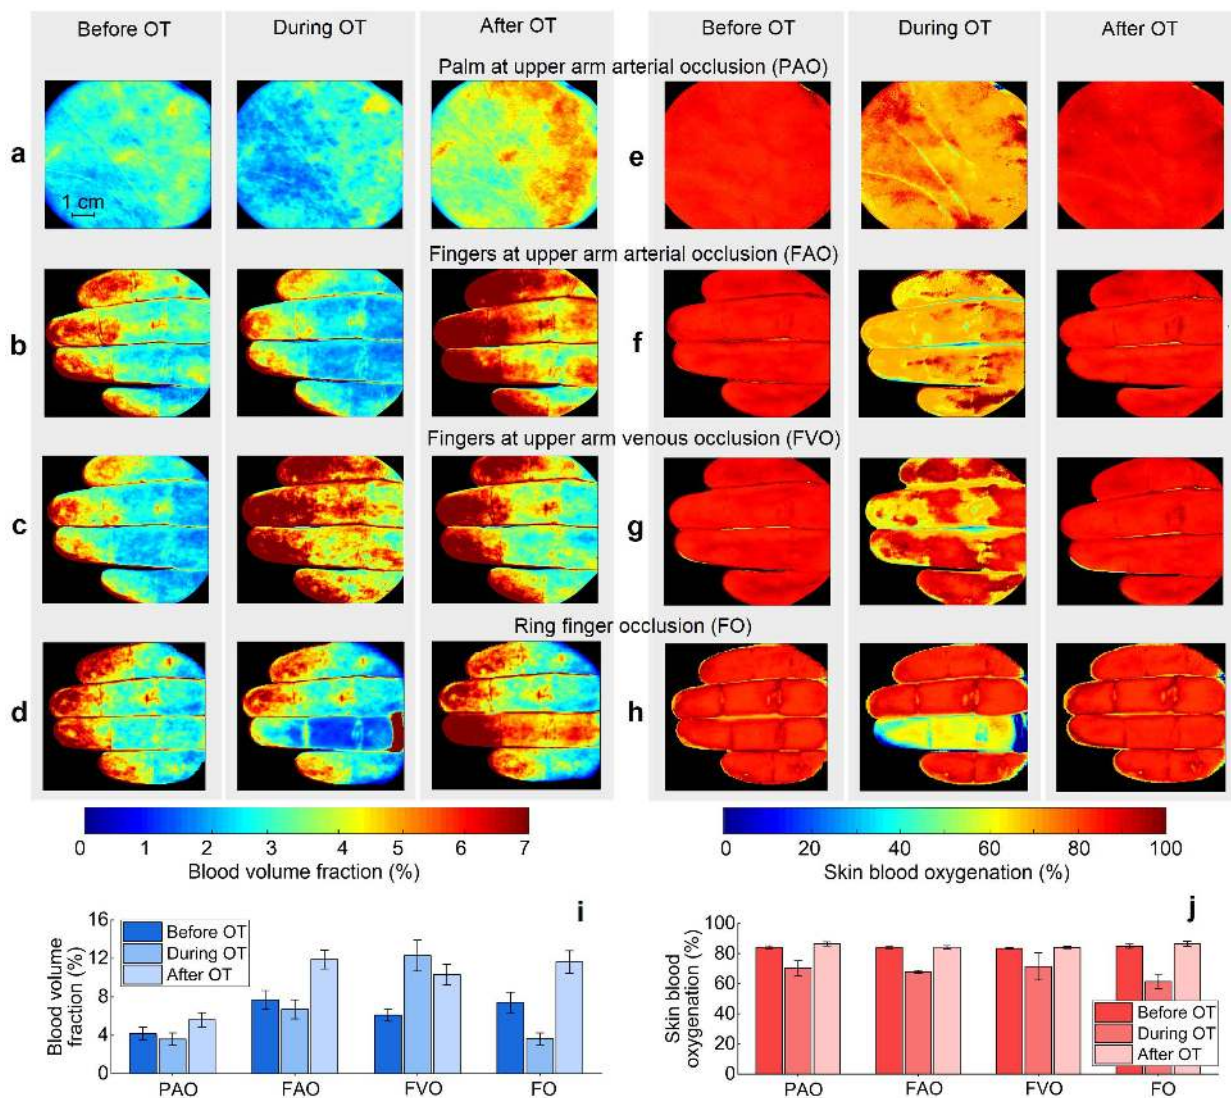 Before OT During OT After OT Before OT During OT After OT
Palm at upper arm arterial occlusion (PAO)
a e
1 cm
Fingers at upper arm arterial occlusion (FAO)
b f
Fingers at upper arm venous occlusion (FVO)
c g
Ring finger occlusion (FO)
d h
0 1 2 3 4 5 6 7
Blood volume fraction (%)
0 20 40 60 80 100
Skin blood oxygenation (%)
i
Blood volume
fraction (%)
16
12
8
4
0
Before OT
During OT
After OT
PAO FAO FVO FO
j
Skin blood
oxygenation (%)
100
80
60
40
20
0
Before OT
During OT
After OT
PAO FAO FVO FO